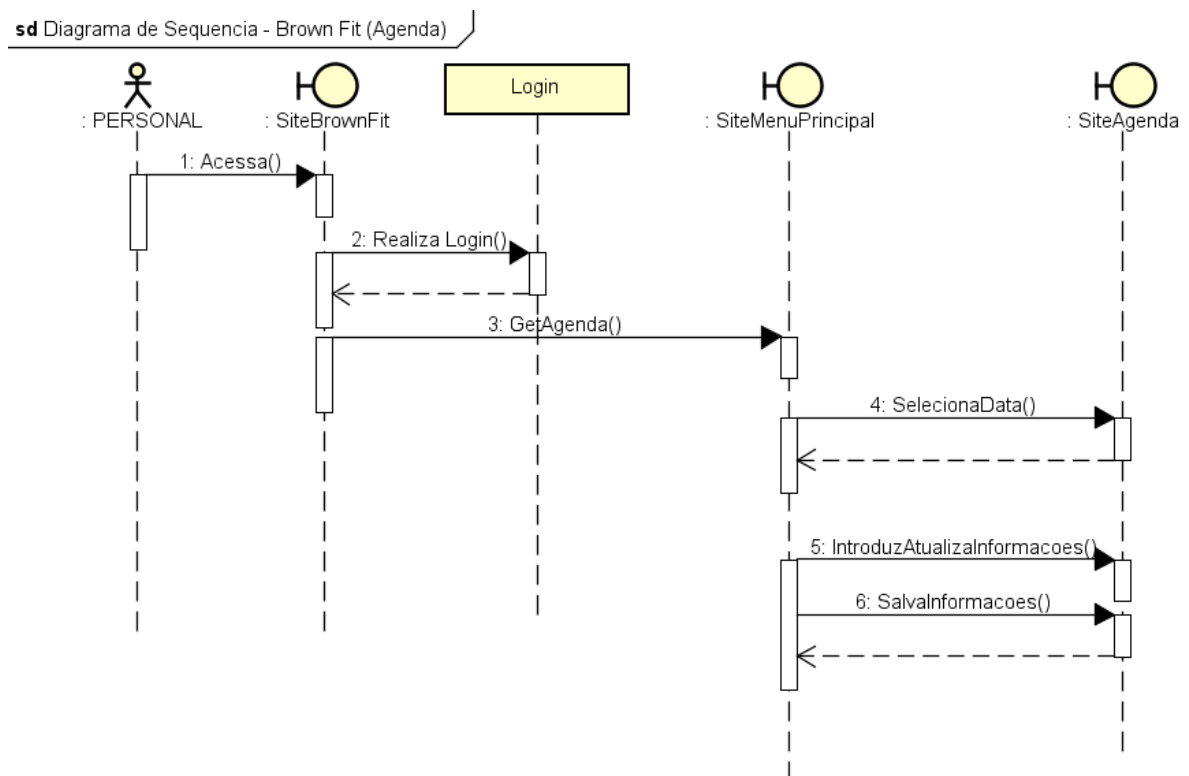 sd Diagrama de Sequencia - Brown Fit (Agenda)
: PERSONAL
: SiteBrownFit
Login
: SiteMenuPrincipal
: SiteAgenda
1: Acessa()
2: Realiza Login()
3: GetAgenda()
4: SelecionaData()
5: IntroduzAtualizaInformacoes()
6: SalvaInformacoes()